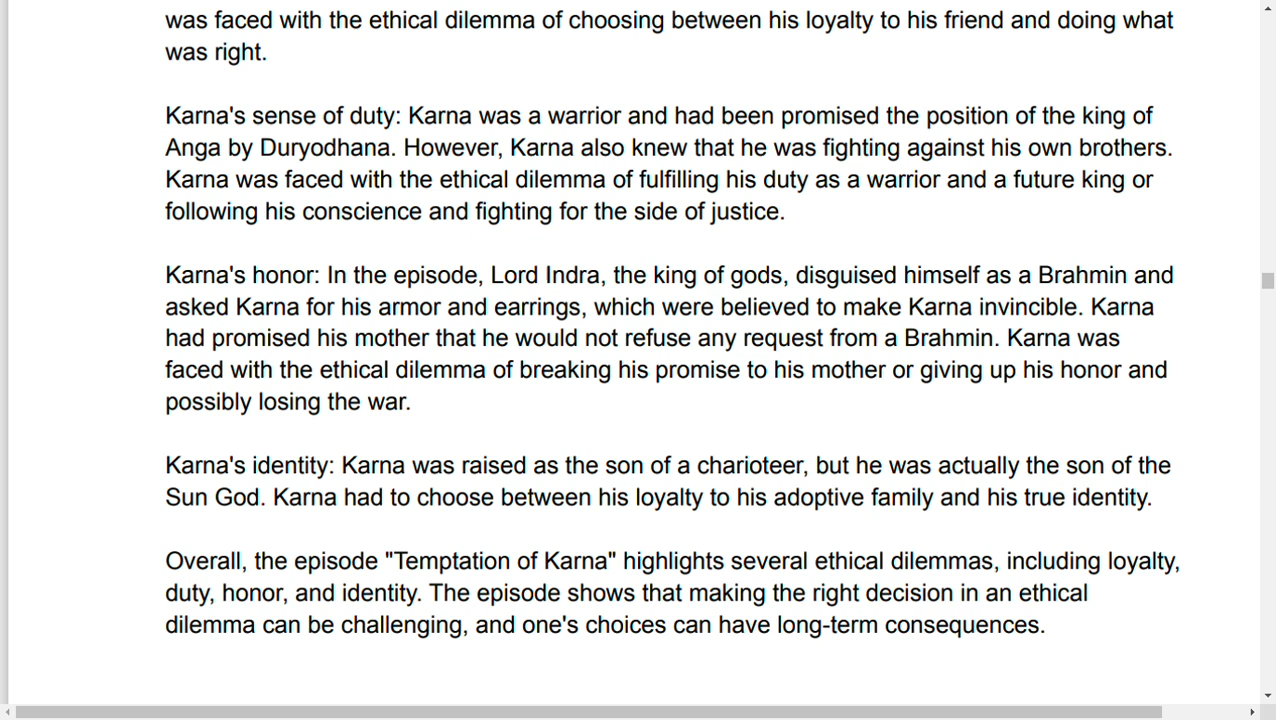 was faced with the ethical dilemma of choosing between his loyalty to his friend and doing what
was right.
Karna's sense of duty: Karna was a warrior and had been promised the position of the king of
Anga by Duryodhana. However, Karna also knew that he was fighting against his own brothers.
Karna was faced with the ethical dilemma of fulfilling his duty as a warrior and a future king or
following his conscience and fighting for the side of justice.
Karna's honor: In the episode, Lord Indra, the king of gods, disguised himself as a Brahmin and
asked Karna for his armor and earrings, which were believed to make Karna invincible. Karna
had promised his mother that he would not refuse any request from a Brahmin. Karna was
faced with the ethical dilemma of breaking his promise to his mother or giving up his honor and
possibly losing the war.
Karna's identity: Karna was raised as the son of a charioteer, but he was actually the son of the
Sun God. Karna had to choose between his loyalty to his adoptive family and his true identity.
Overall, the episode "Temptation of Karna" highlights several ethical dilemmas, including loyalty,
duty, honor, and identity. The episode shows that making the right decision in an ethical
dilemma can be challenging, and one's choices can have long-term consequences.